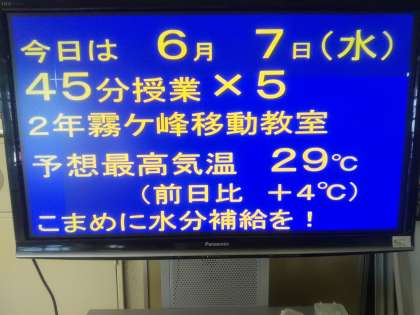 今日は 6月 7日(水)
45分授業×5
2年霧ケ峰移動教室
予想最高気温 29℃
(前日比 +4℃)
こまめに水分補給を!
Panasonic